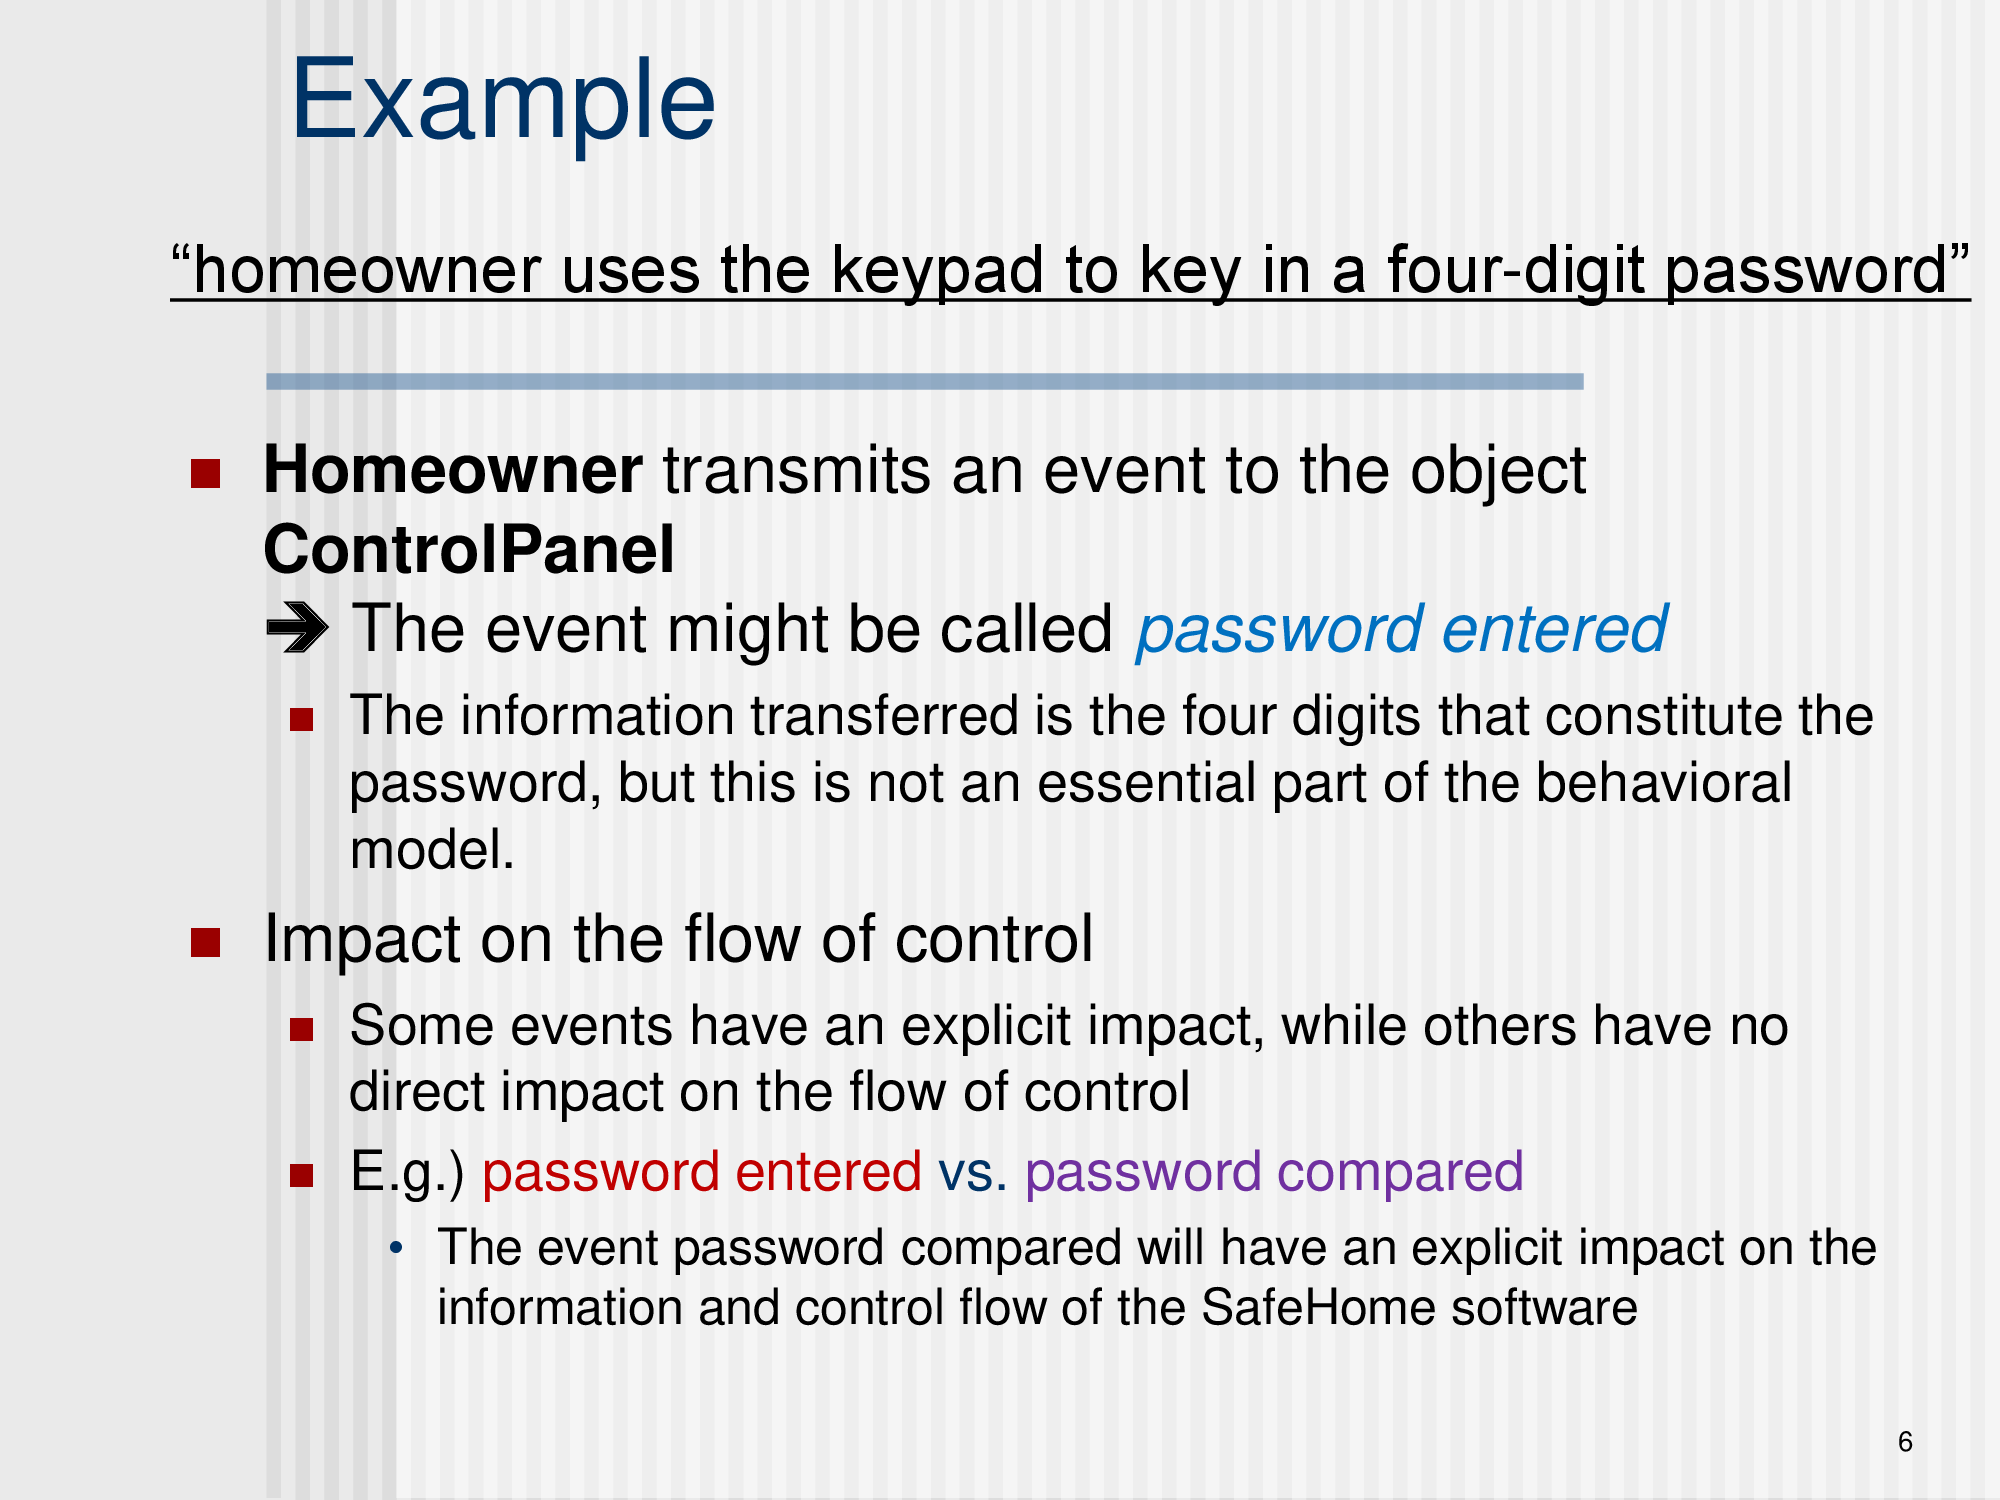 Example
“homeowner uses the keypad to key in a four-digit password”
■ Homeowner transmits an event to the object
ControlPanel
➔ The event might be called password entered
■ The information transferred is the four digits that constitute the
password, but this is not an essential part of the behavioral
model.
■ Impact on the flow of control
■ Some events have an explicit impact, while others have no
direct impact on the flow of control
■ E.g.) password entered vs. password compared
• The event password compared will have an explicit impact on the
information and control flow of the SafeHome software
6